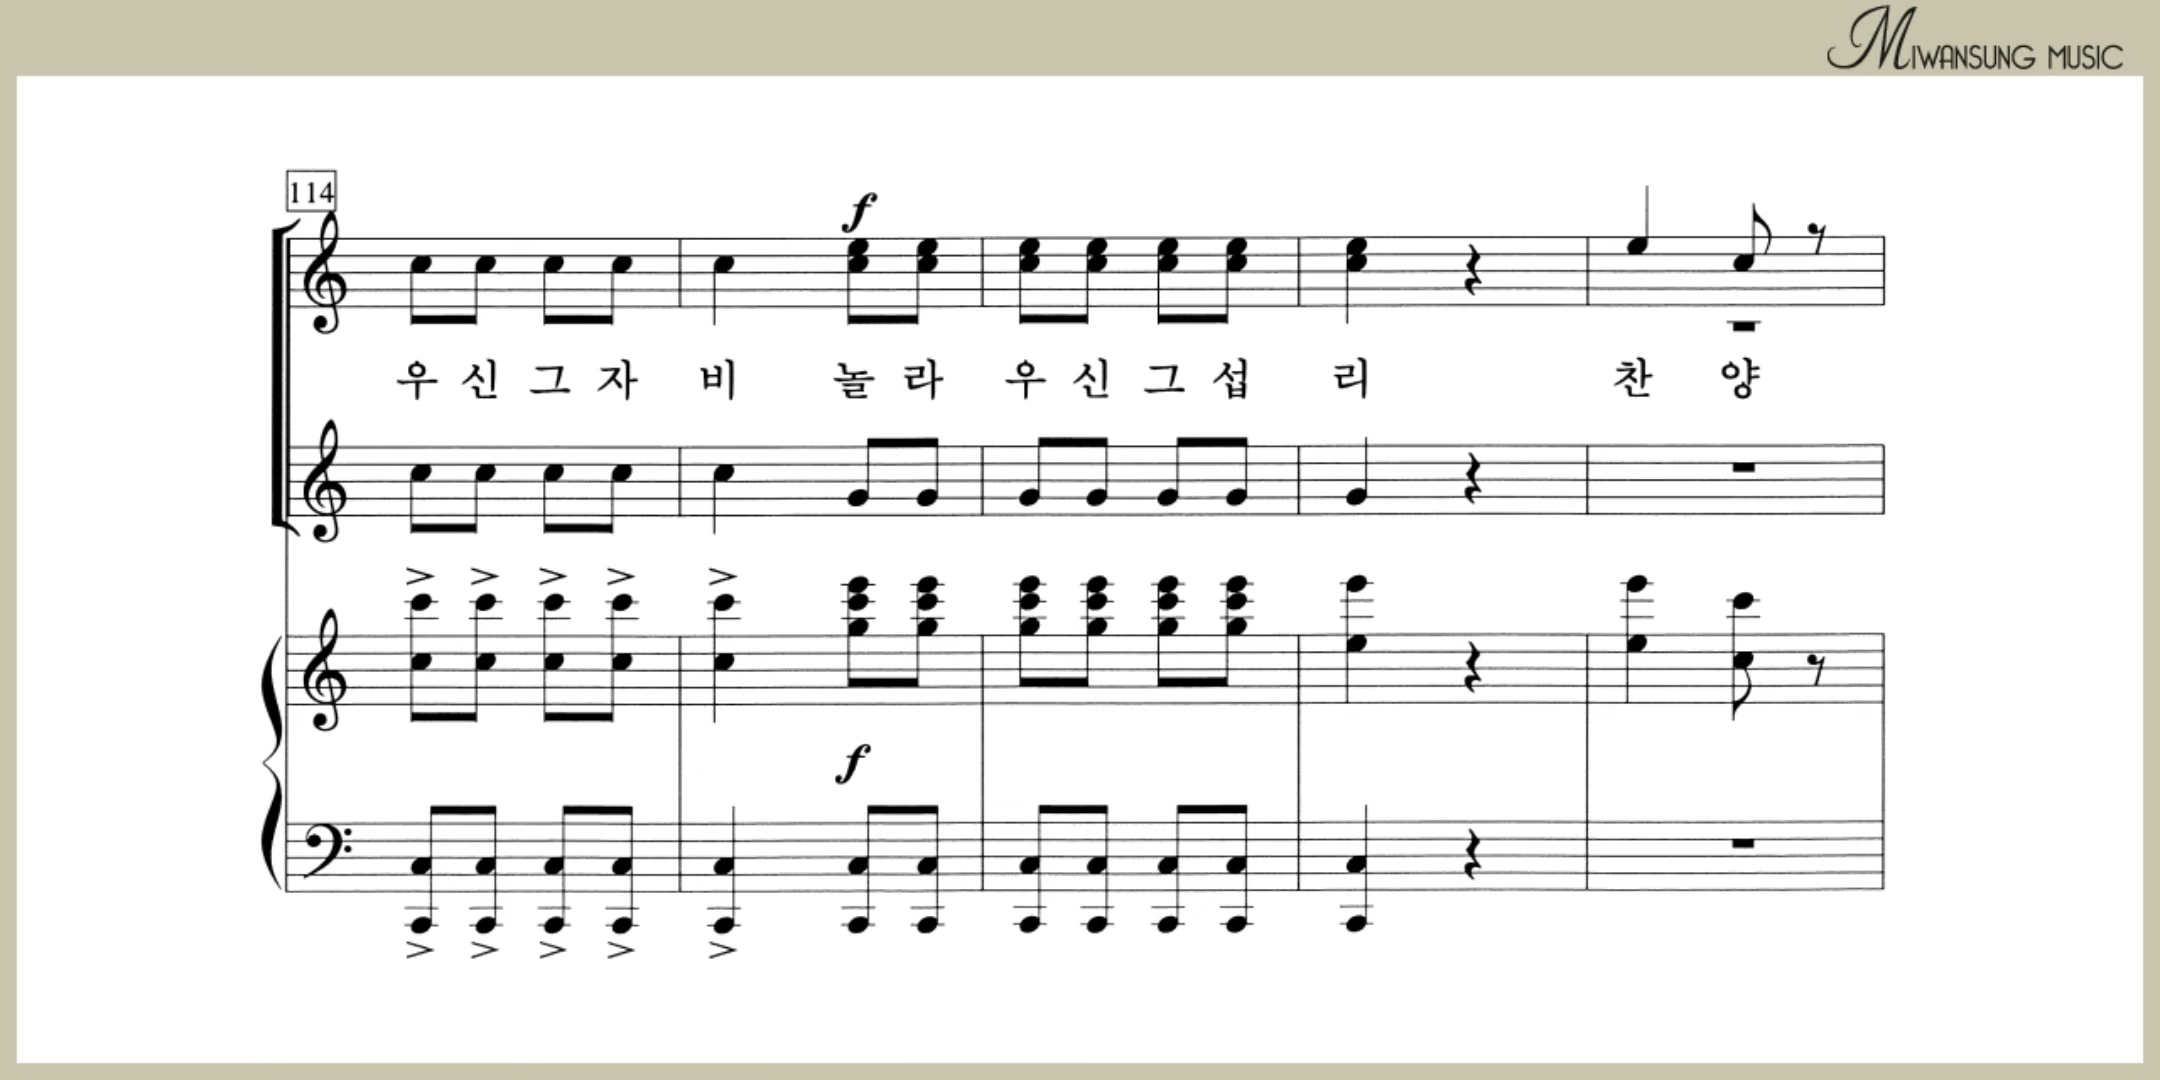 MIWANSUNG MUSIC
114
f
우 신 그 자 비 놀 라 우 신 그 섭 리 찬 양
f